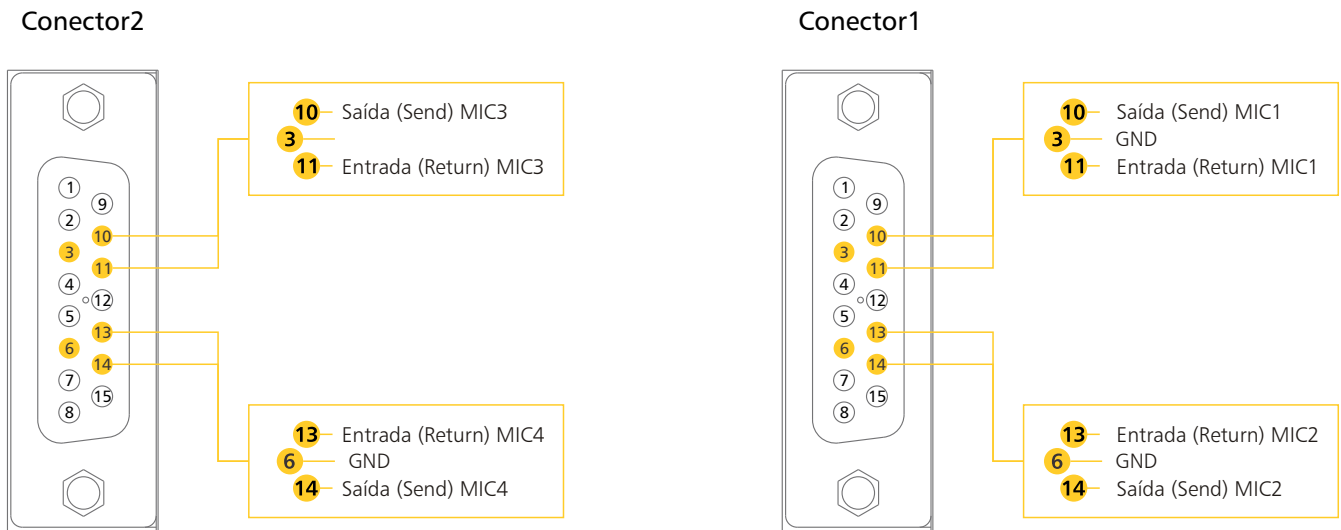 Conector2
10 Saída (Send) MIC3
3
11 Entrada (Return) MIC3
1
9
2
10
3
11
4
12
5
13
6
14
7
15
8
13 Entrada (Return) MIC4
6 GND
14 Saída (Send) MIC4
Conector1
10 Saída (Send) MIC1
3 GND
11 Entrada (Return) MIC1
1
9
2
10
3
11
4
12
5
13
6
14
7
15
8
13 Entrada (Return) MIC2
6 GND
14 Saída (Send) MIC2